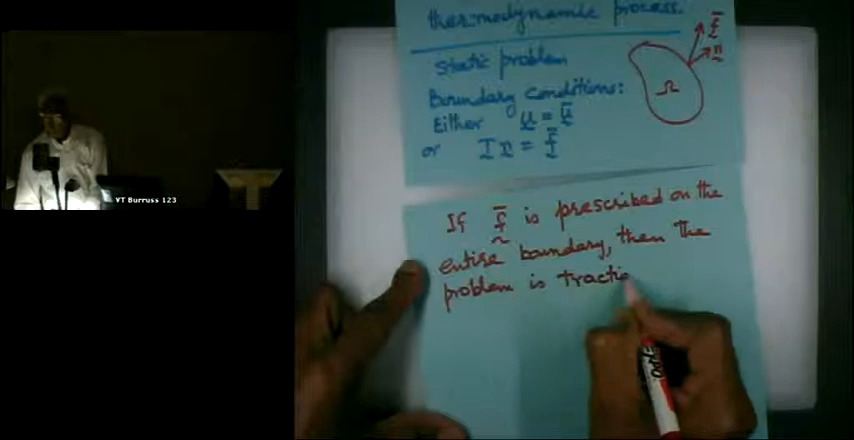 VT Burruss 123
thermodynamic process.
Static problem
Boundary Conditions:
Either u = ū
or T n = f̄
f̄
n
Ω
If f̄ is prescribed on the
entire boundary, then the
problem is tractio